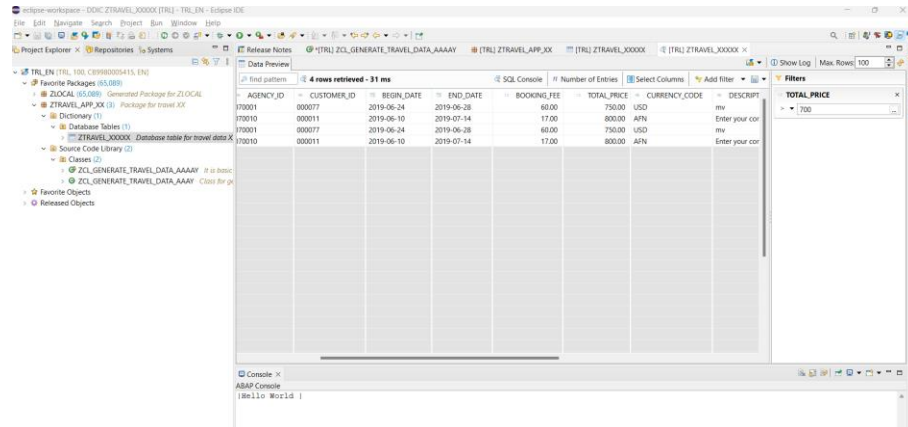 eclipse-workspace - DDIC ZTRAVEL_XXXXX [TRL] - TRL_EN - Eclipse IDE
File Edit Navigate Search Project Run Window Help
Project Explorer Repositories Systems
Release Notes *[TRL] ZCL_GENERATE_TRAVEL_DATA_AAAAY [TRL] ZTRAVEL_APP_XX [TRL] ZTRAVEL_XXXXX [TRL] ZTRAVEL_XXXXX
Data Preview
Show Log Max. Rows: 100
find pattern 4 rows retrieved - 31 ms SQL Console Number of Entries Select Columns Add filter
Filters
TRL_EN [TRL, 100, CB9980005415, EN]
Favorite Packages (65,089)
ZLOCAL (65,089) Generated Package for ZLOCAL
ZTRAVEL_APP_XX (3) Package for travel XX
Dictionary (1)
Database Tables (1)
ZTRAVEL_XXXXX Database table for travel data X
Source Code Library (2)
Classes (2)
ZCL_GENERATE_TRAVEL_DATA_AAAAY It is basic
ZCL_GENERATE_TRAVEL_DATA_AAAY Class for ge
Favorite Objects
Released Objects
AGENCY_ID CUSTOMER_ID BEGIN_DATE END_DATE BOOKING_FEE TOTAL_PRICE CURRENCY_CODE DESCRIPT
070001 000077 2019-06-24 2019-06-28 60.00 750.00 USD mv
070010 000011 2019-06-10 2019-07-14 17.00 800.00 AFN Enter your cor
070001 000077 2019-06-24 2019-06-28 60.00 750.00 USD mv
070010 000011 2019-06-10 2019-07-14 17.00 800.00 AFN Enter your cor
TOTAL_PRICE
700
Console
ABAP Console
|Hello World |